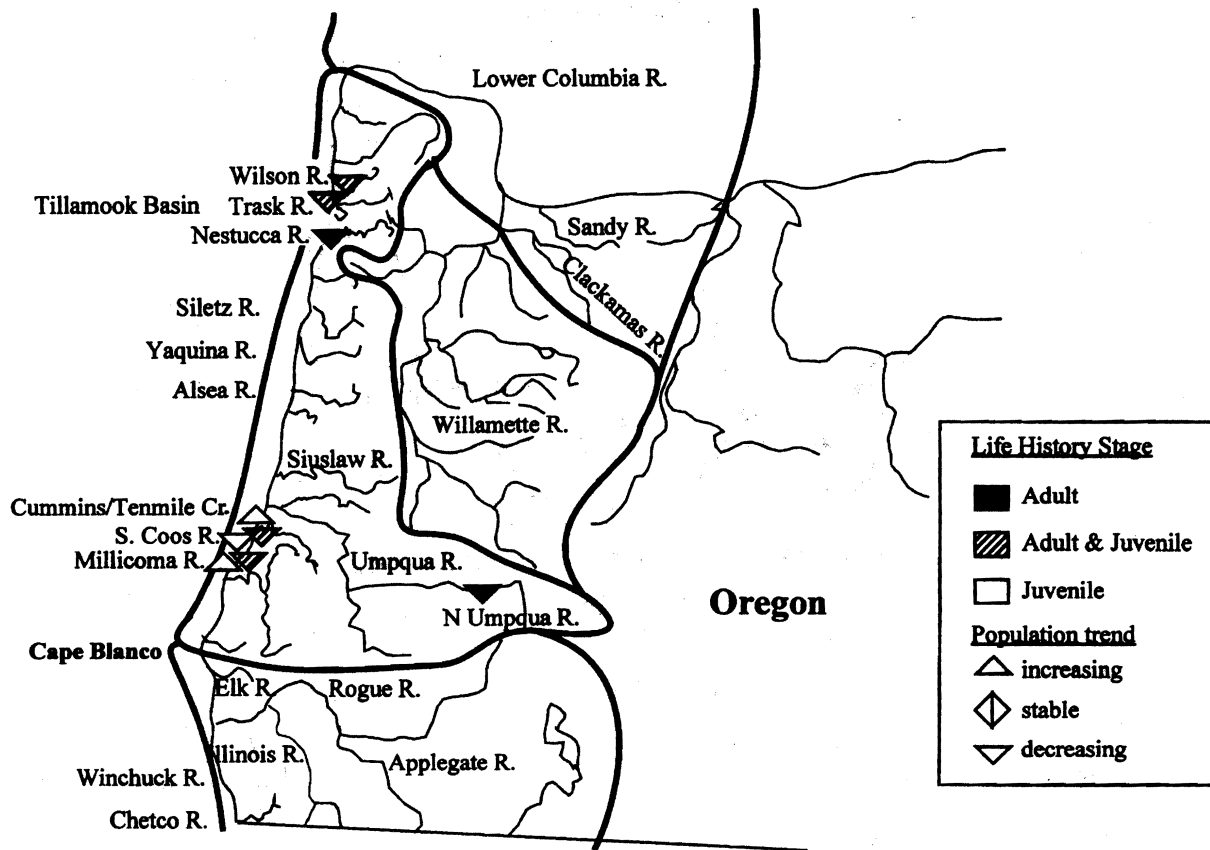 Lower Columbia R.
Wilson R.
Tillamook Basin Trask R.
Nestucca R.
Sandy R.
Clackamas R.
Siletz R.
Yaquina R.
Alsea R.
Willamette R.
Siuslaw R.
Cummins/Tenmile Cr.
S. Coos R.
Millicoma R.
Umpqua R.
N Umpqua R.
Oregon
Cape Blanco
Elk R.
Rogue R.
Illinois R.
Applegate R.
Winchuck R.
Chetco R.
Life History Stage
Adult
Adult & Juvenile
Juvenile
Population trend
increasing
stable
decreasing